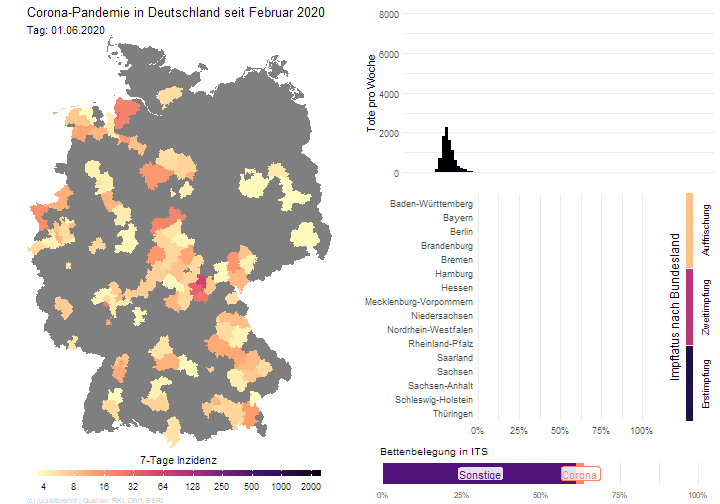 Corona-Pandemie in Deutschland seit Februar 2020
Tag: 01.06.2020
7-Tage Inzidenz
4 8 16 32 64 128 250 500 1000 2000
(c) | /u/zeitbrennt | Quellen: RKI, DIVI, ESRI
Tote pro Woche
8000
6000
4000
2000
0
Impfstatus nach Bundesland
Baden-Württemberg
Bayern
Berlin
Brandenburg
Bremen
Hamburg
Hessen
Mecklenburg-Vorpommern
Niedersachsen
Nordrhein-Westfalen
Rheinland-Pfalz
Saarland
Sachsen
Sachsen-Anhalt
Schleswig-Holstein
Thüringen
0% 25% 50% 75% 100%
Auffrischung
Zweitimpfung
Erstimpfung
Bettenbelegung in ITS
Sonstige
Corona
0% 25% 50% 75% 100%